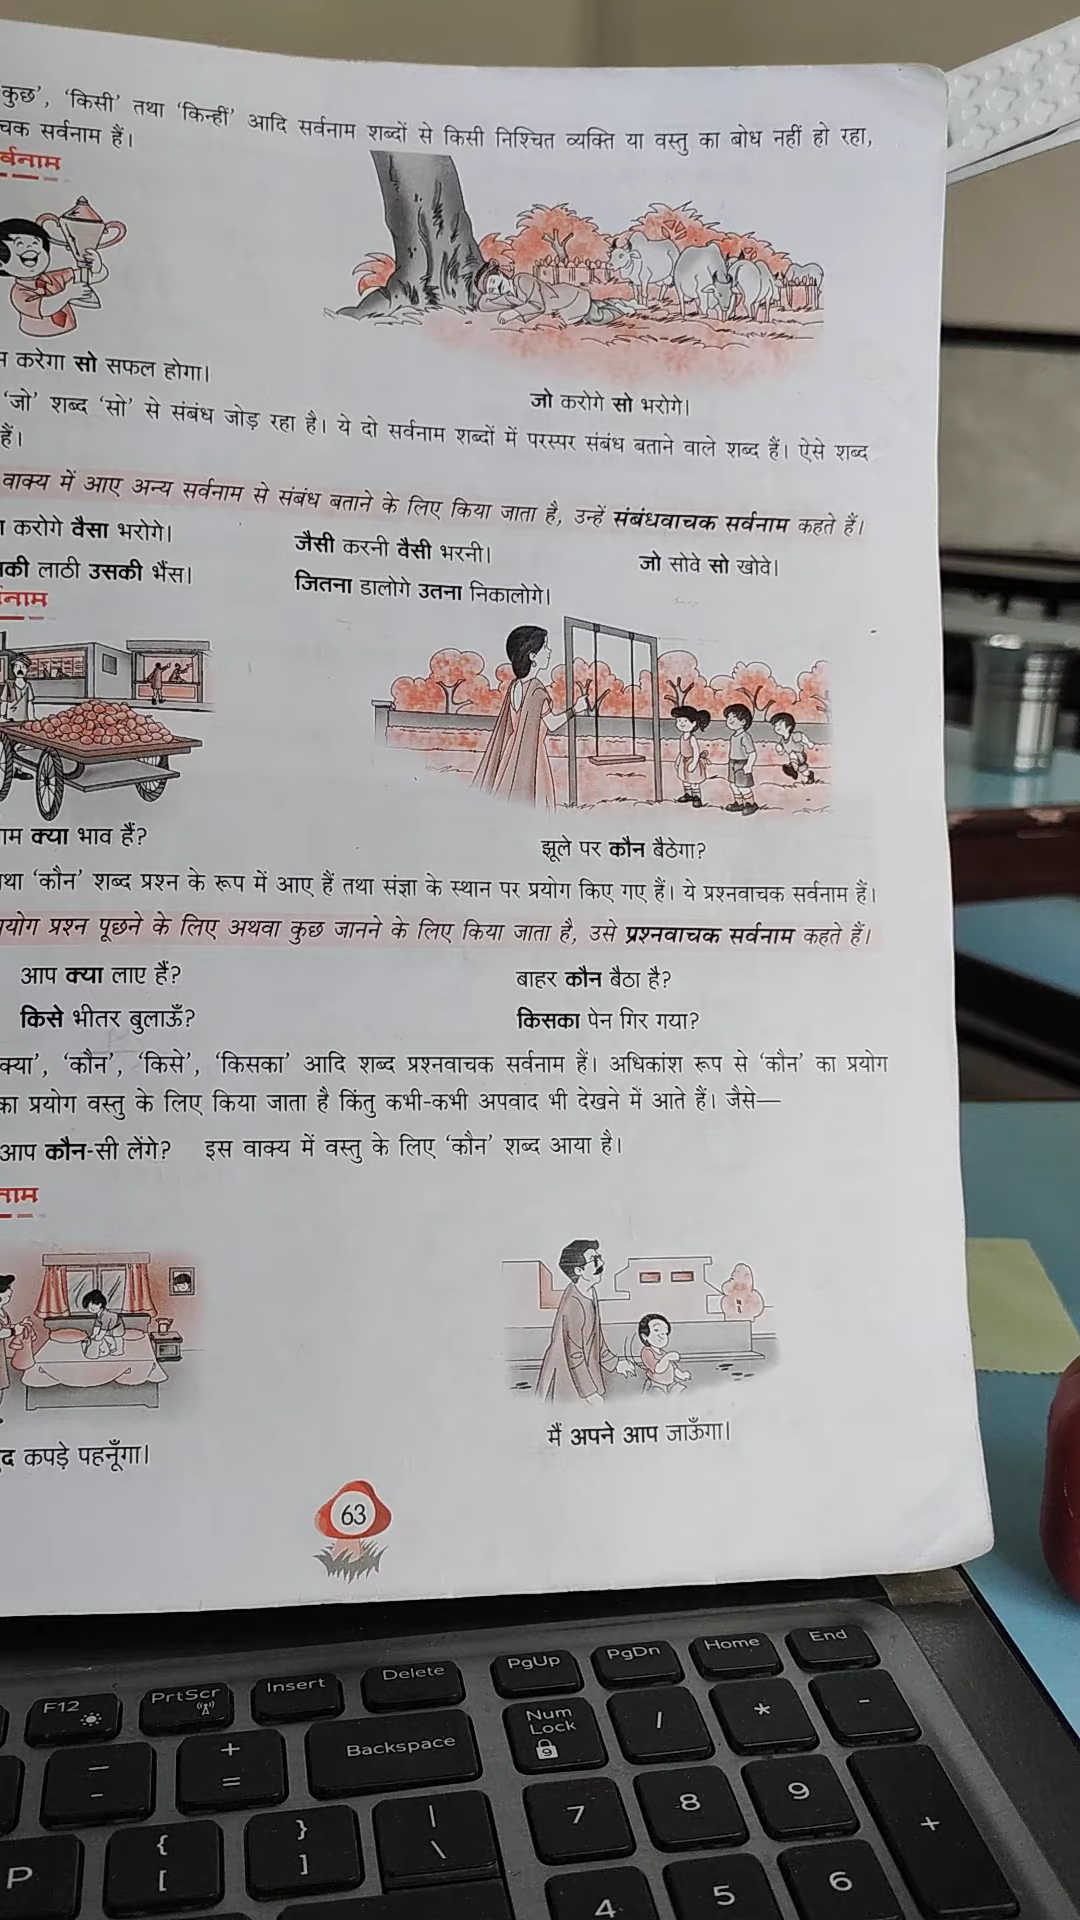 कुछ', 'किसी' तथा 'किन्हीं' आदि सर्वनाम शब्दों से किसी निश्चित व्यक्ति या वस्तु का बोध नहीं हो रहा,
सर्वनाम हैं।
करेगा सो सफल होगा।
जो करोगे सो भरोगे।
'जो' शब्द 'सो' से संबंध जोड़ रहा है। ये दो सर्वनाम शब्दों में परस्पर संबंध बताने वाले शब्द हैं। ऐसे शब्द
हैं।
वाक्य में आए अन्य सर्वनाम से संबंध बताने के लिए किया जाता है, उन्हें संबंधवाचक सर्वनाम कहते हैं।
करोगे वैसा भरोगे।
जैसी करनी वैसी भरनी।
जो सोवे सो खोवे।
लाठी उसकी भैंस।
जितना डालोगे उतना निकालोगे।
क्या भाव हैं?
झूले पर कौन बैठेगा?
'कौन' शब्द प्रश्न के रूप में आए हैं तथा संज्ञा के स्थान पर प्रयोग किए गए हैं। ये प्रश्नवाचक सर्वनाम हैं।
प्रश्न पूछने के लिए अथवा कुछ जानने के लिए किया जाता है, उसे प्रश्नवाचक सर्वनाम कहते हैं।
आप क्या लाए हैं?
बाहर कौन बैठा है?
किसे भीतर बुलाऊँ?
किसका पेन गिर गया?
क्या', 'कौन', 'किसे', 'किसका' आदि शब्द प्रश्नवाचक सर्वनाम हैं। अधिकांश रूप से 'कौन' का प्रयोग
का प्रयोग वस्तु के लिए किया जाता है किंतु कभी-कभी अपवाद भी देखने में आते हैं। जैसे—
आप कौन-सी लेंगे? इस वाक्य में वस्तु के लिए 'कौन' शब्द आया है।
कपड़े पहनूँगा।
मैं अपने आप जाऊँगा।
63
F12 PrtScr Insert Delete PgUp PgDn Home End
+ = Backspace Num Lock 9 / * -
{ [ } ] | \ 7 8 9 +
P 4 5 6